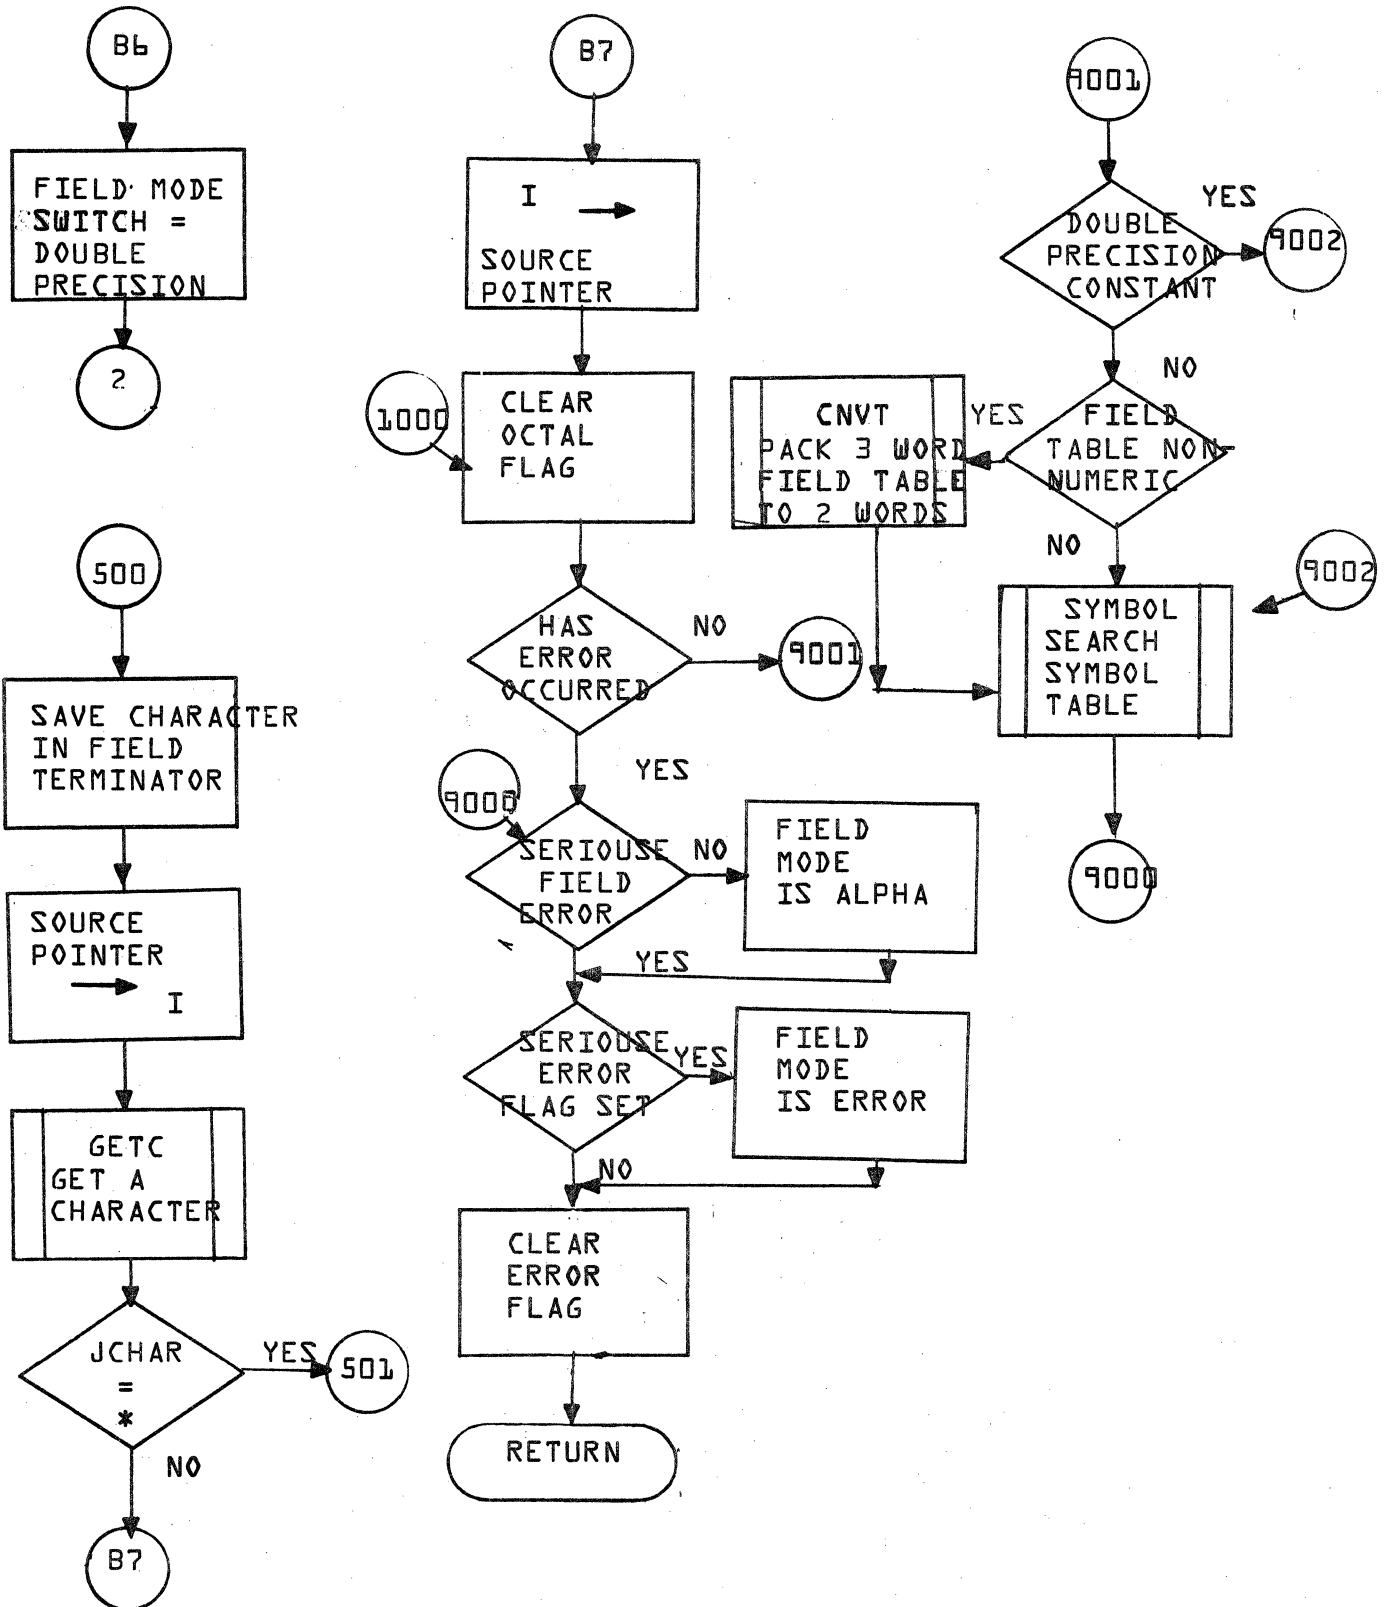 B6
FIELD MODE
SWITCH =
DOUBLE
PRECISION
2
500
SAVE CHARACTER
IN FIELD
TERMINATOR
SOURCE
POINTER
→ I
GETC
GET A
CHARACTER
JCHAR
=
*
YES
501
NO
B7
B7
I →
SOURCE
POINTER
1000
CLEAR
OCTAL
FLAG
HAS
ERROR
OCCURRED
NO
9001
YES
9000
SERIOUSE
FIELD
ERROR
NO
FIELD
MODE
IS ALPHA
YES
SERIOUSE
ERROR
FLAG SET
YES
FIELD
MODE
IS ERROR
NO
CLEAR
ERROR
FLAG
RETURN
9001
DOUBLE
PRECISION
CONSTANT
YES
9002
NO
FIELD
TABLE NON-
NUMERIC
YES
CNVT
PACK 3 WORD
FIELD TABLE
TO 2 WORDS
NO
9002
SYMBOL
SEARCH
SYMBOL
TABLE
9000